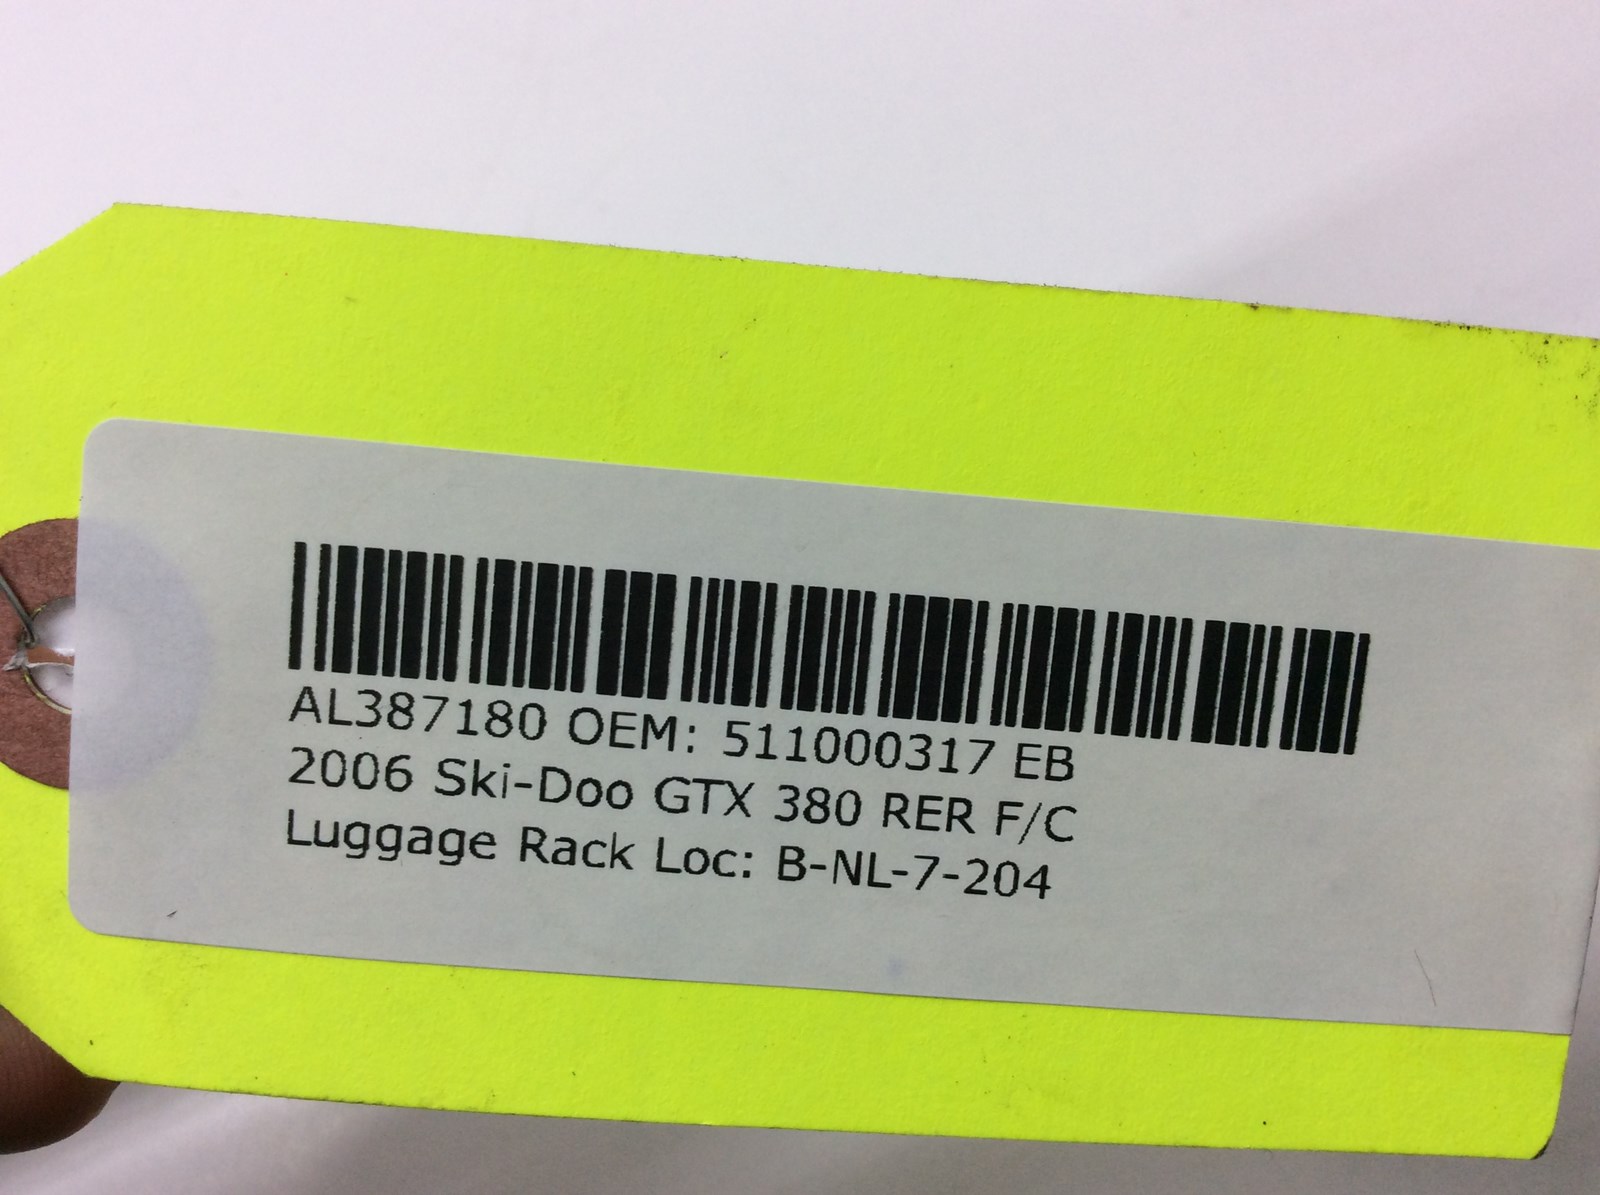 AL387180 OEM: 511000317 EB
2006 Ski-Doo GTX 380 RER F/C
Luggage Rack Loc: B-NL-7-204